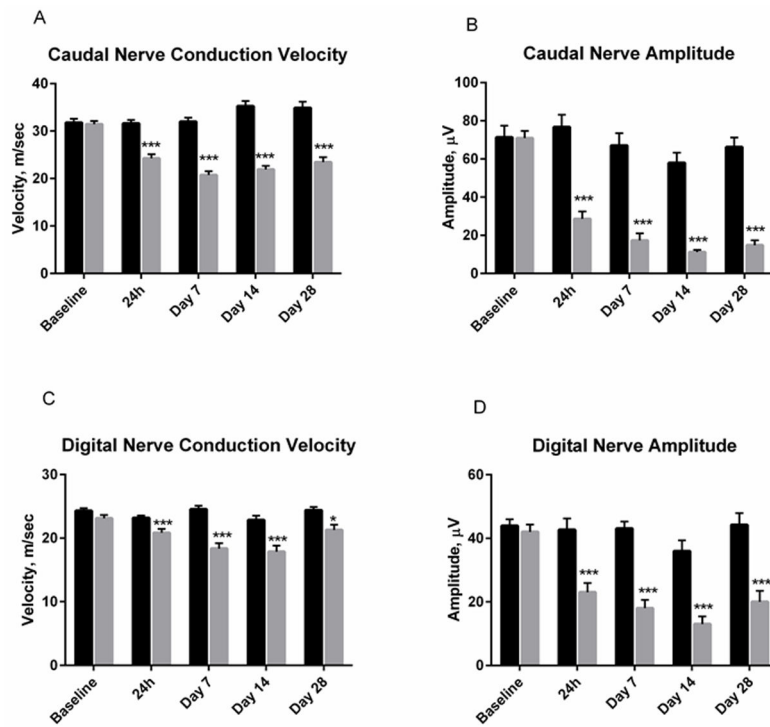 A
Caudal Nerve Conduction Velocity
Velocity, m/sec
40
30
20
10
0
***
***
***
***
Baseline
24h
Day 7
Day 14
Day 28
B
Caudal Nerve Amplitude
Amplitude, µV
100
80
60
40
20
0
***
***
***
***
Baseline
24h
Day 7
Day 14
Day 28
C
Digital Nerve Conduction Velocity
Velocity, m/sec
30
20
10
0
***
***
***
*
Baseline
24h
Day 7
Day 14
Day 28
D
Digital Nerve Amplitude
Amplitude, µV
60
40
20
0
***
***
***
***
Baseline
24h
Day 7
Day 14
Day 28